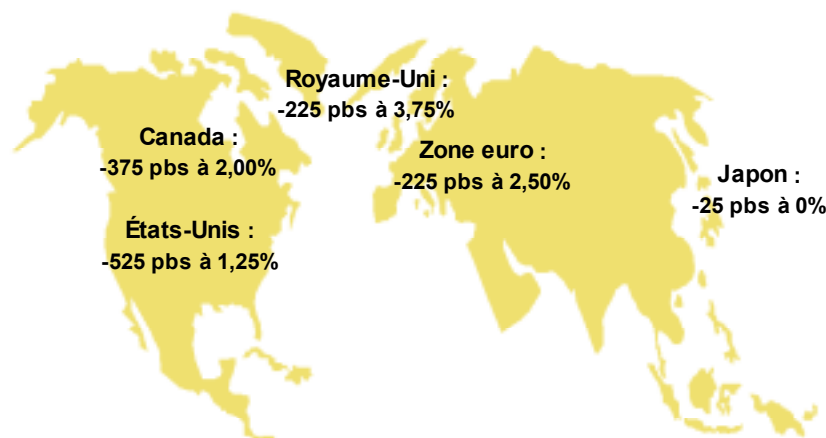 Royaume-Uni :
-225 pbs à 3,75%
Canada :
-375 pbs à 2,00%
Zone euro :
-225 pbs à 2,50%
Japon :
-25 pbs à 0%
États-Unis :
-525 pbs à 1,25%